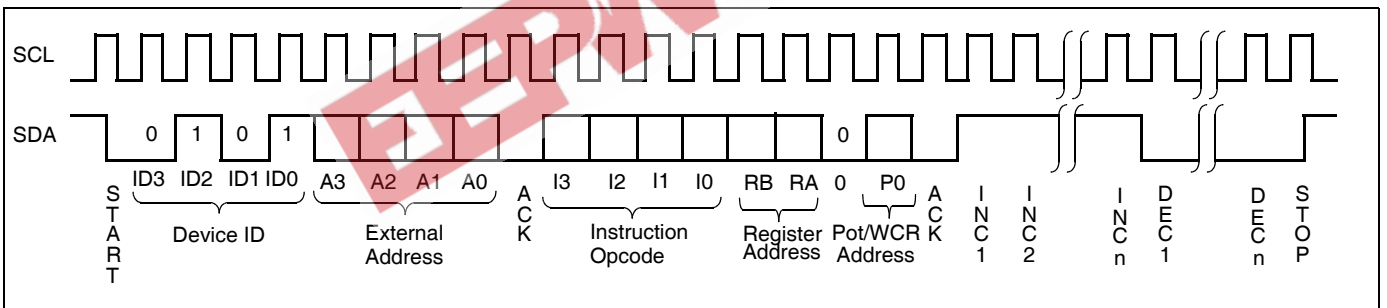 SCL
SDA
0 1 0 1 0
ID3 ID2 ID1 ID0 A3 A2 A1 A0 I3 I2 I1 I0 RB RA 0 P0
START
Device ID
External
Address
ACK
Instruction
Opcode
Register
Address
Pot/WCR
Address
ACK
INC1
INC2
INCn
DEC1
DECn
STOP